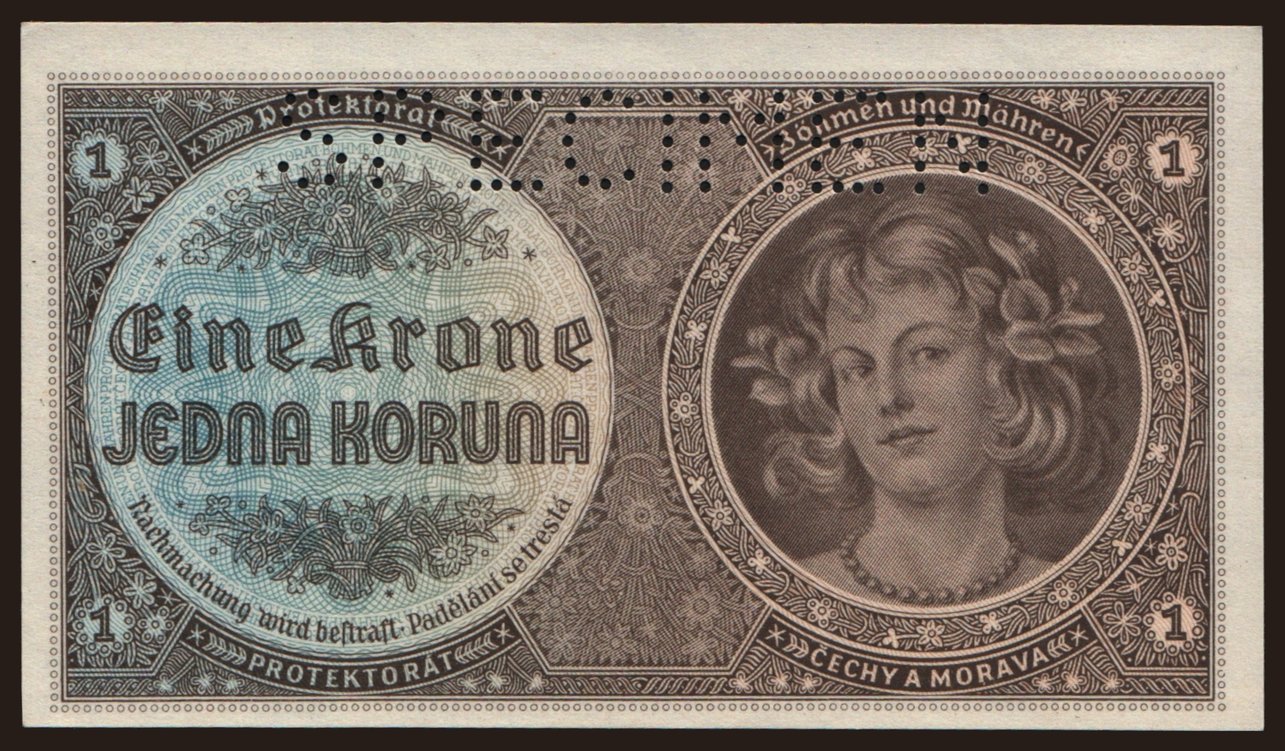 Protektorat
Böhmen und Mähren
SPECIMEN
1
1
Eine Krone
JEDNA KORUNA
Nachmachung wird bestraft. Padělání se trestá
1
1
PROTEKTORÁT
ČECHY A MORAVA